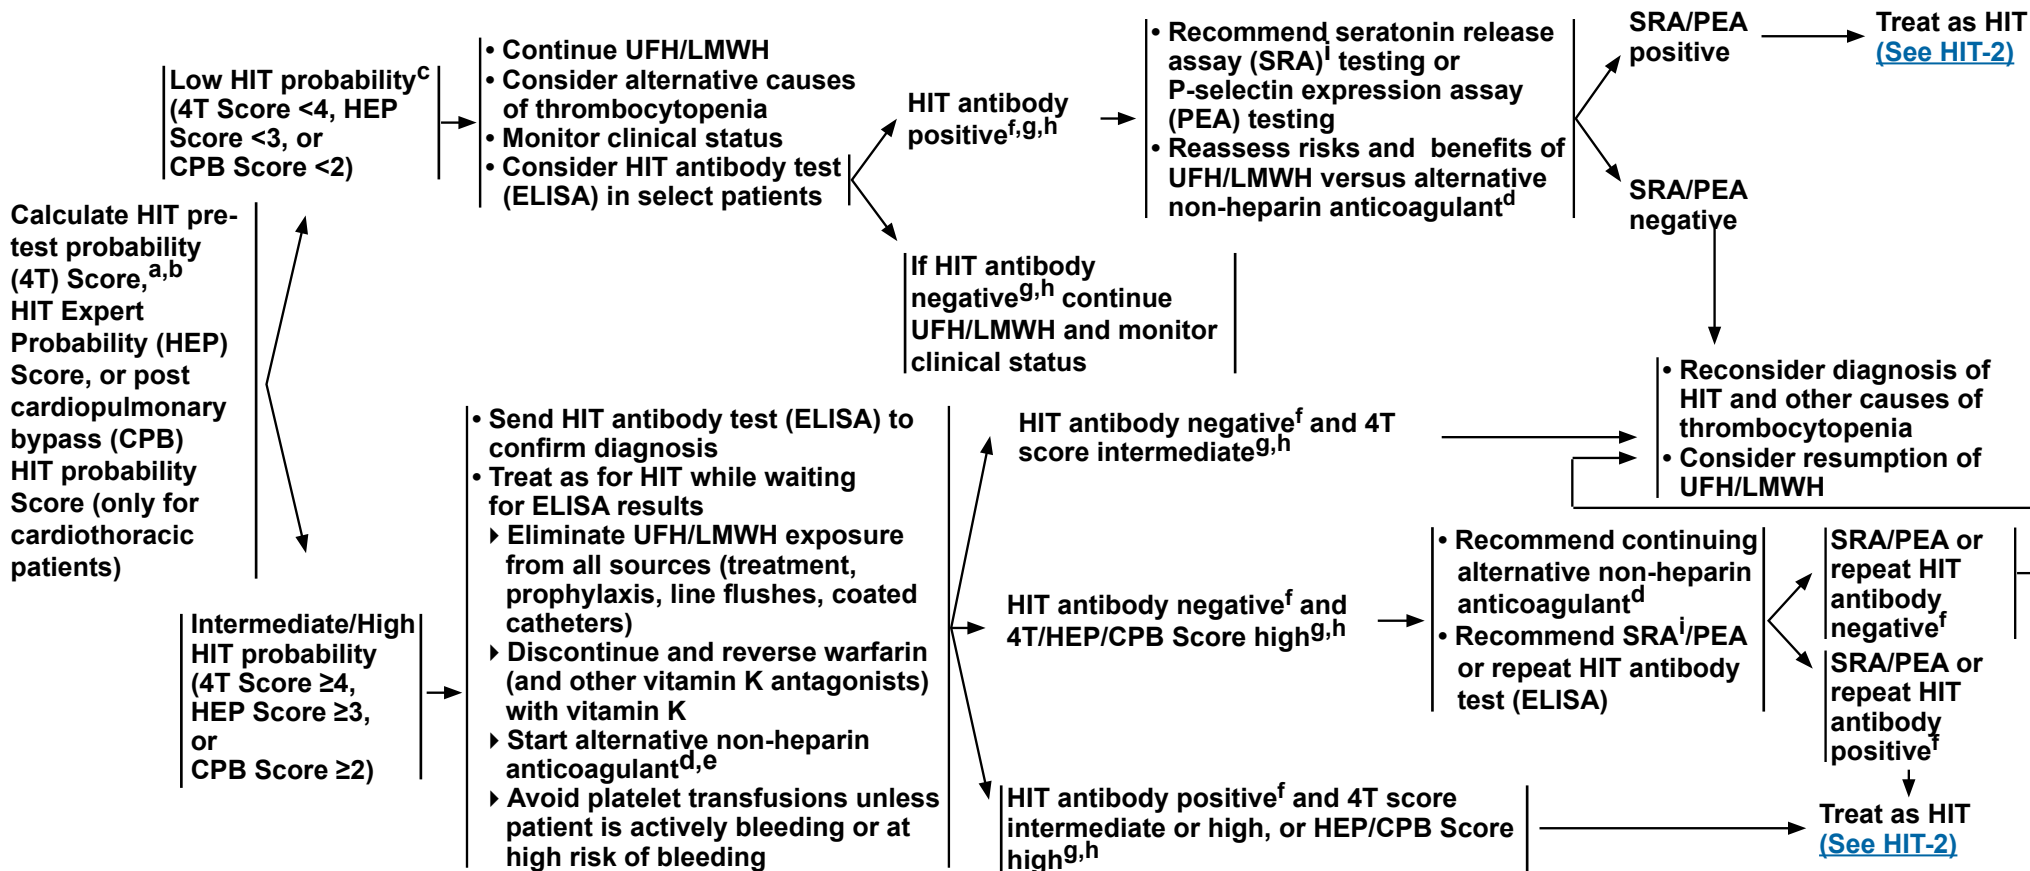 Calculate HIT pre-
test probability
(4T) Score,a,b
HIT Expert
Probability (HEP)
Score, or post
cardiopulmonary
bypass (CPB)
HIT probability
Score (only for
cardiothoracic
patients)
Low HIT probabilityc
(4T Score <4, HEP
Score <3, or
CPB Score <2)
• Continue UFH/LMWH
• Consider alternative causes
of thrombocytopenia
• Monitor clinical status
• Consider HIT antibody test
(ELISA) in select patients
HIT antibody
positivef,g,h
• Recommend seratonin release
assay (SRA)i testing or
P-selectin expression assay
(PEA) testing
• Reassess risks and benefits of
UFH/LMWH versus alternative
non-heparin anticoagulantd
SRA/PEA
positive
Treat as HIT
(See HIT-2)
SRA/PEA
negative
If HIT antibody
negativeg,h continue
UFH/LMWH and monitor
clinical status
• Reconsider diagnosis of
HIT and other causes of
thrombocytopenia
• Consider resumption of
UFH/LMWH
Intermediate/High
HIT probability
(4T Score ≥4,
HEP Score ≥3,
or
CPB Score ≥2)
• Send HIT antibody test (ELISA) to
confirm diagnosis
• Treat as for HIT while waiting
for ELISA results
▸ Eliminate UFH/LMWH exposure
from all sources (treatment,
prophylaxis, line flushes, coated
catheters)
▸ Discontinue and reverse warfarin
(and other vitamin K antagonists)
with vitamin K
▸ Start alternative non-heparin
anticoagulantd,e
▸ Avoid platelet transfusions unless
patient is actively bleeding or at
high risk of bleeding
HIT antibody negativef and 4T
score intermediateg,h
HIT antibody negativef and
4T/HEP/CPB Score highg,h
• Recommend continuing
alternative non-heparin
anticoagulantd
• Recommend SRAi/PEA
or repeat HIT antibody
test (ELISA)
SRA/PEA or
repeat HIT
antibody
negativef
SRA/PEA or
repeat HIT
antibody
positivef
HIT antibody positivef and 4T score
intermediate or high, or HEP/CPB Score
highg,h
Treat as HIT
(See HIT-2)